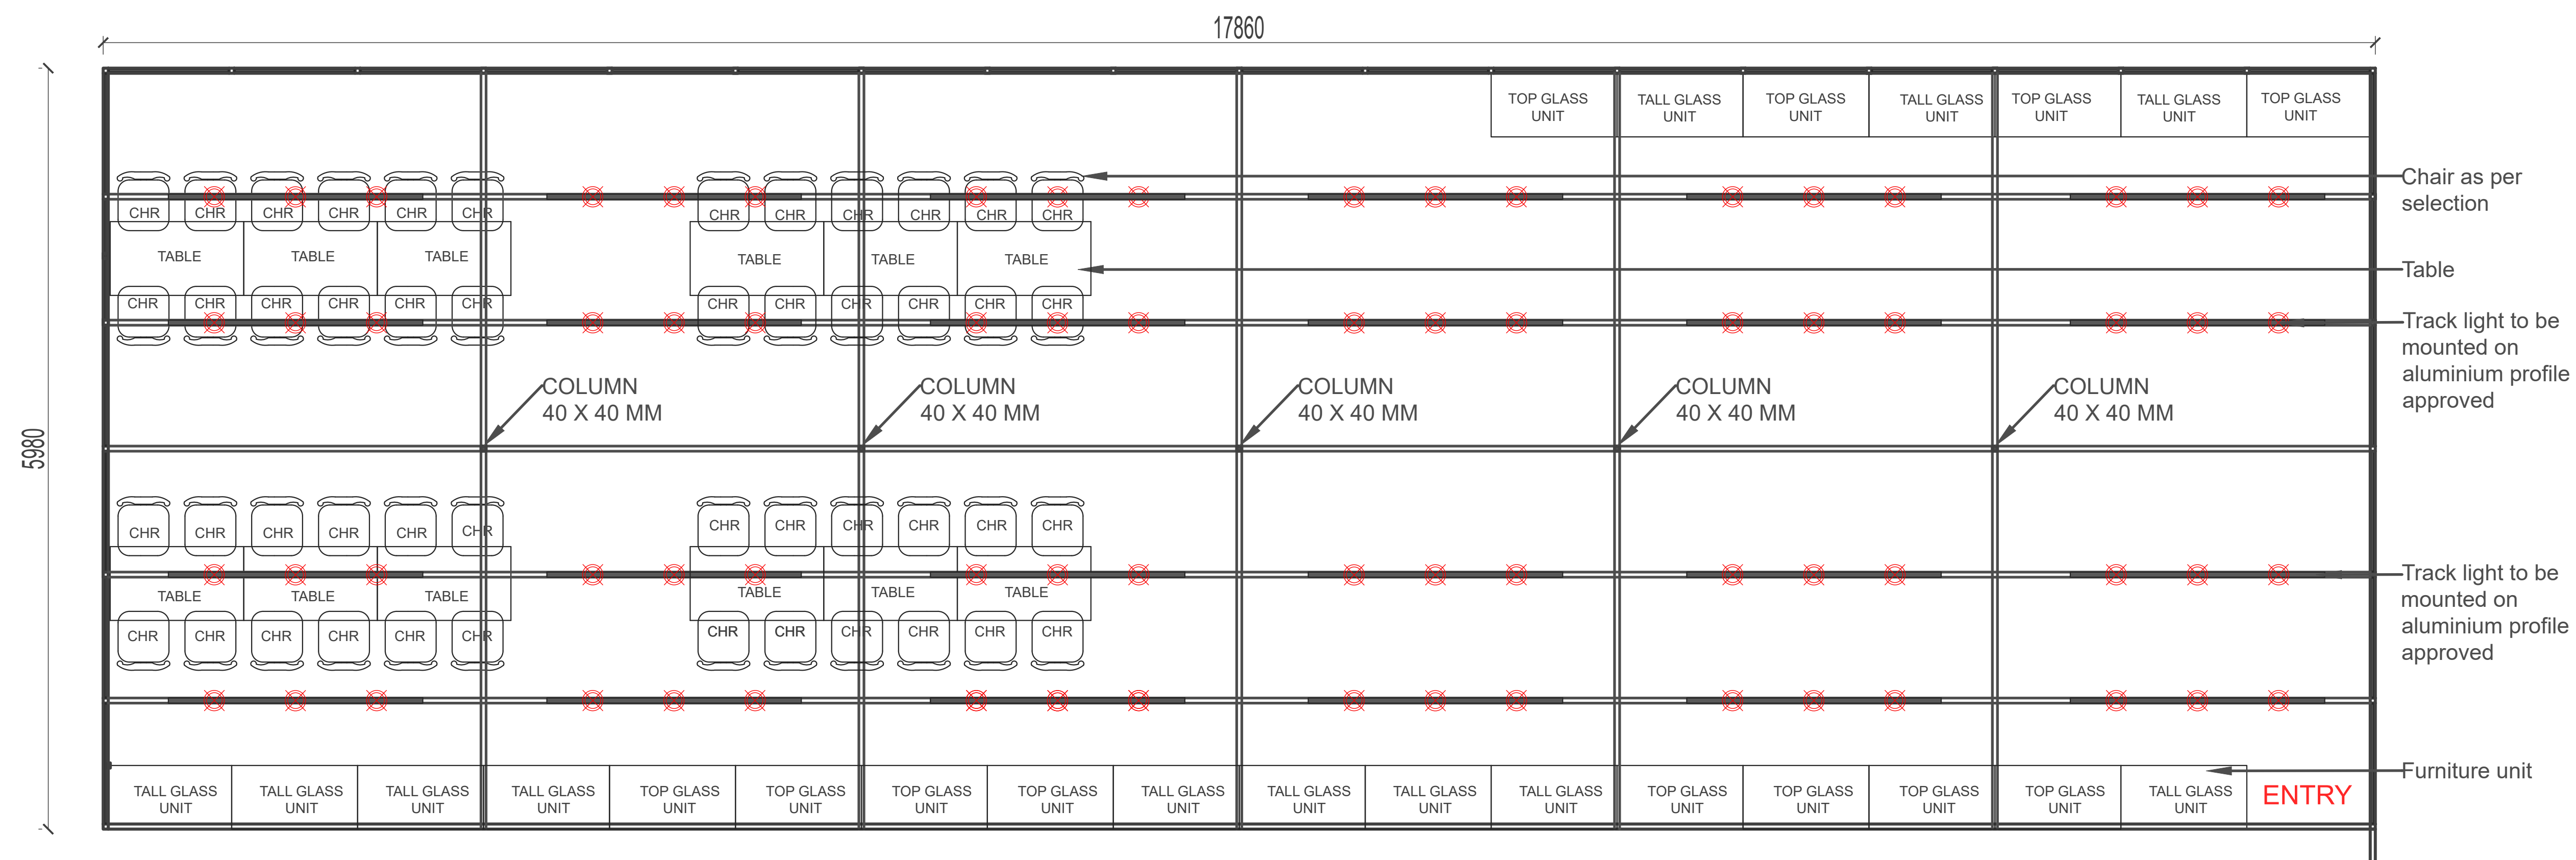 17860
5980
TOP GLASS
UNIT
TALL GLASS
UNIT
TOP GLASS
UNIT
TALL GLASS
UNIT
TOP GLASS
UNIT
TALL GLASS
UNIT
TOP GLASS
UNIT
Chair as per
selection
CHR
CHR
CHR
CHR
CHR
CHR
CHR
CHR
CHR
CHR
CHR
CHR
TABLE
TABLE
TABLE
TABLE
TABLE
TABLE
Table
CHR
CHR
CHR
CHR
CHR
CHR
CHR
CHR
CHR
CHR
CHR
CHR
Track light to be
mounted on
aluminium profile
approved
COLUMN
40 X 40 MM
COLUMN
40 X 40 MM
COLUMN
40 X 40 MM
COLUMN
40 X 40 MM
COLUMN
40 X 40 MM
CHR
CHR
CHR
CHR
CHR
CHR
CHR
CHR
CHR
CHR
CHR
CHR
TABLE
TABLE
TABLE
TABLE
TABLE
TABLE
Track light to be
mounted on
aluminium profile
approved
CHR
CHR
CHR
CHR
CHR
CHR
CHR
CHR
CHR
CHR
CHR
CHR
Furniture unit
TALL GLASS
UNIT
TALL GLASS
UNIT
TALL GLASS
UNIT
TALL GLASS
UNIT
TOP GLASS
UNIT
TOP GLASS
UNIT
TOP GLASS
UNIT
TOP GLASS
UNIT
TALL GLASS
UNIT
TALL GLASS
UNIT
TALL GLASS
UNIT
TALL GLASS
UNIT
TOP GLASS
UNIT
TOP GLASS
UNIT
TOP GLASS
UNIT
TOP GLASS
UNIT
TALL GLASS
UNIT
ENTRY